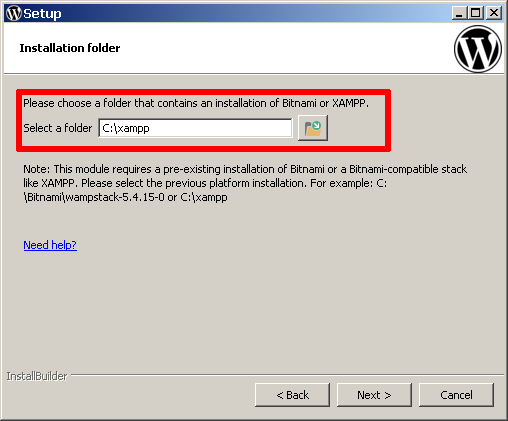 Setup
Installation folder
Please choose a folder that contains an installation of Bitnami or XAMPP.
Select a folder C:\xampp
Note: This module requires a pre-existing installation of Bitnami or a Bitnami-compatible stack
like XAMPP. Please select the previous platform installation. For example: C:
\Bitnami\wampstack-5.4.15-0 or C:\xampp
Need help?
InstallBuilder
< Back Next > Cancel